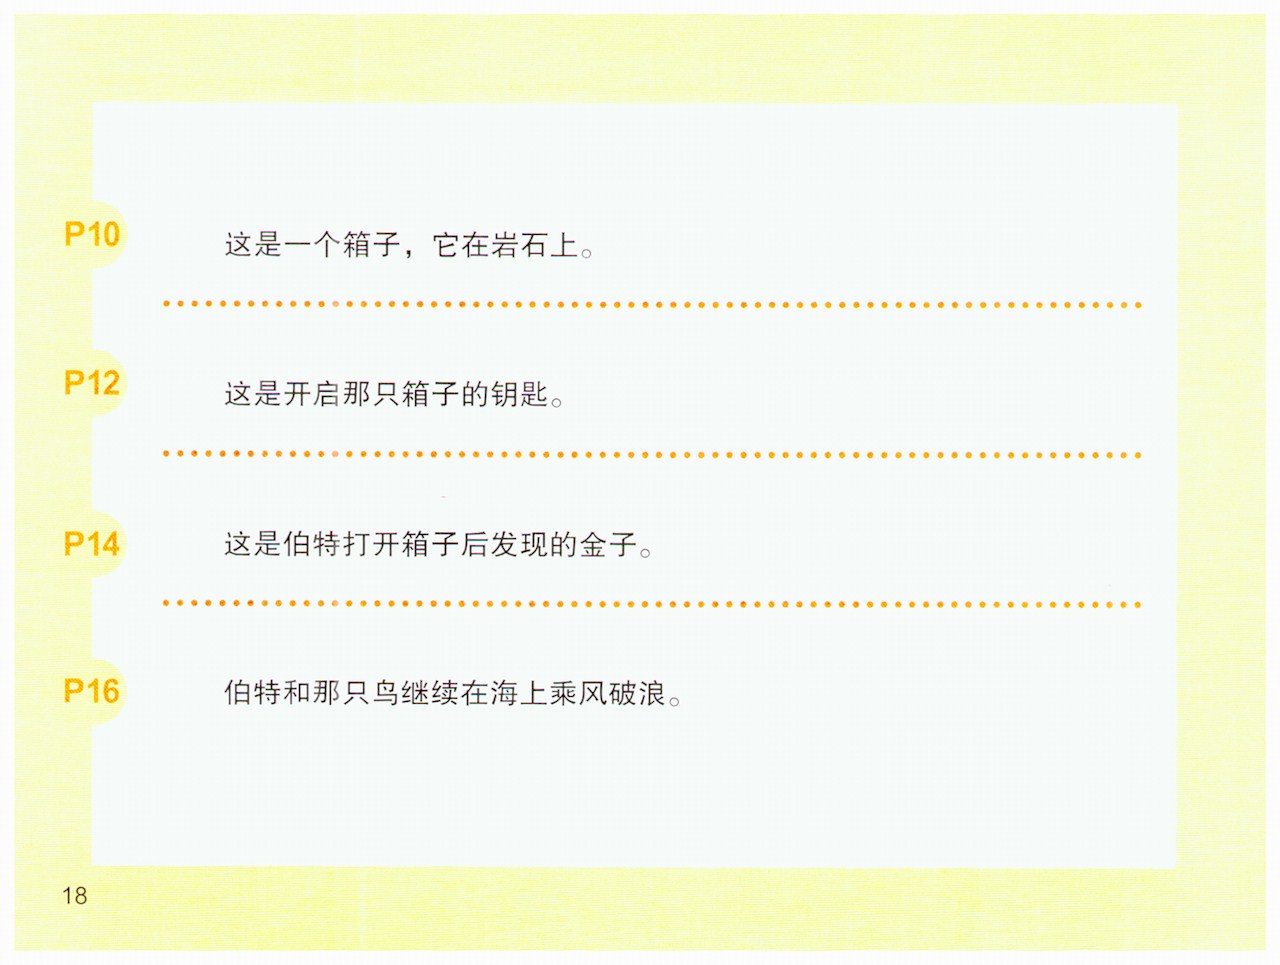 P10
这是一个箱子，它在岩石上。
P12
这是开启那只箱子的钥匙。
P14
这是伯特打开箱子后发现的金子。
P16
伯特和那只鸟继续在海上乘风破浪。
18